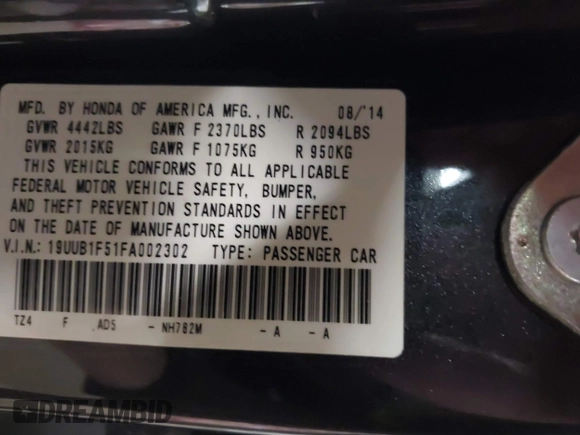 MFD. BY HONDA OF AMERICA MFG., INC. 08/'14
GVWR 4442LBS GAWR F 2370LBS R 2094LBS
GVWR 2015KG GAWR F 1075KG R 950KG
THIS VEHICLE CONFORMS TO ALL APPLICABLE
FEDERAL MOTOR VEHICLE SAFETY, BUMPER,
AND THEFT PREVENTION STANDARDS IN EFFECT
ON THE DATE OF MANUFACTURE SHOWN ABOVE.
V.I.N.: 19UUB1F51FA002302 TYPE: PASSENGER CAR
TZ4 F AD5 - NH782M - A - A
DREAMBID